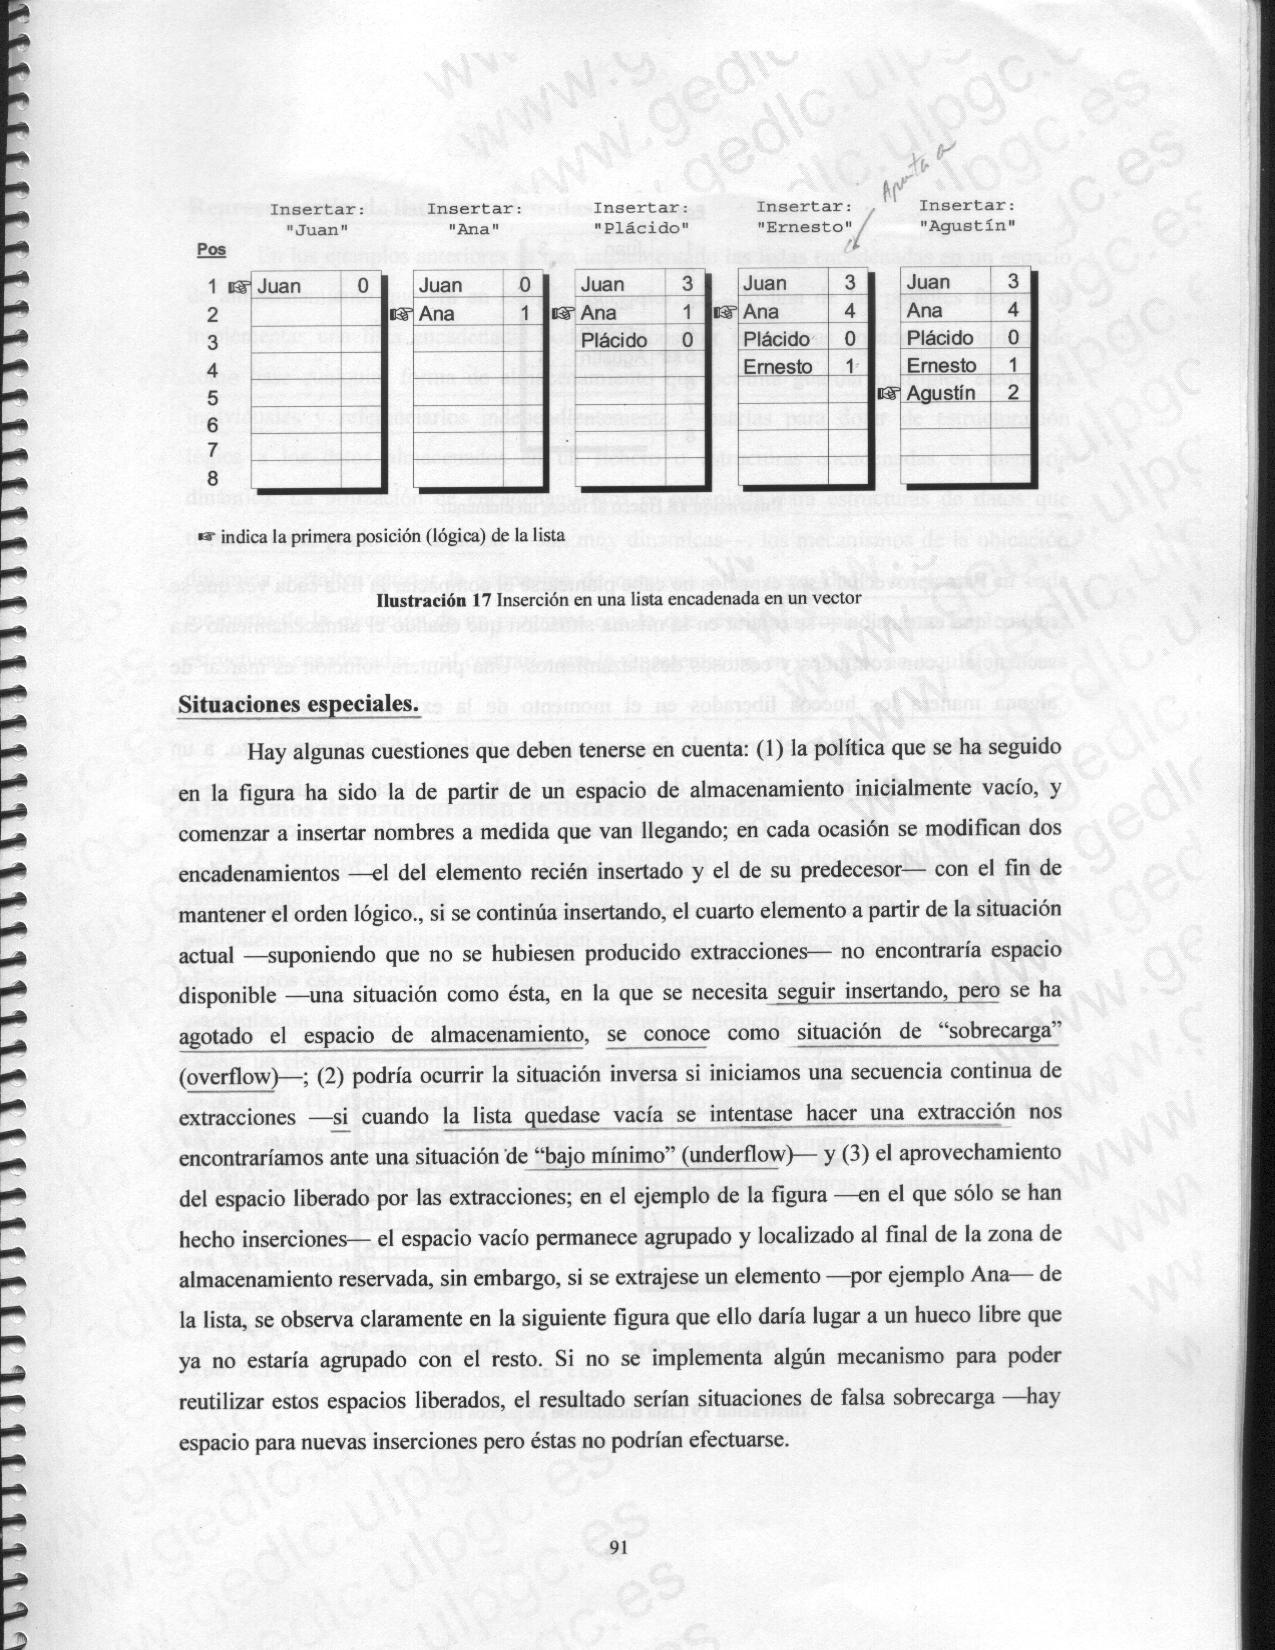 Apunta a
Insertar: Insertar: Insertar: Insertar: Insertar:
"Juan" "Ana" "Plácido" "Ernesto" "Agustín"
Pos
1 ☞ Juan 0 Juan 0 Juan 3 Juan 3 Juan 3
2 ☞ Ana 1 ☞ Ana 1 ☞ Ana 4 Ana 4
3 Plácido 0 Plácido 0 Plácido 0
4 Ernesto 1 Ernesto 1
5 ☞ Agustín 2
6
7
8
☞ indica la primera posición (lógica) de la lista
Ilustración 17 Inserción en una lista encadenada en un vector
Situaciones especiales.
Hay algunas cuestiones que deben tenerse en cuenta: (1) la política que se ha seguido
en la figura ha sido la de partir de un espacio de almacenamiento inicialmente vacío, y
comenzar a insertar nombres a medida que van llegando; en cada ocasión se modifican dos
encadenamientos —el del elemento recién insertado y el de su predecesor— con el fin de
mantener el orden lógico., si se continúa insertando, el cuarto elemento a partir de la situación
actual —suponiendo que no se hubiesen producido extracciones— no encontraría espacio
disponible —una situación como ésta, en la que se necesita seguir insertando, pero se ha
agotado el espacio de almacenamiento, se conoce como situación de “sobrecarga”
(overflow)—; (2) podría ocurrir la situación inversa si iniciamos una secuencia continua de
extracciones —si cuando la lista quedase vacía se intentase hacer una extracción nos
encontraríamos ante una situación de “bajo mínimo” (underflow)— y (3) el aprovechamiento
del espacio liberado por las extracciones; en el ejemplo de la figura —en el que sólo se han
hecho inserciones— el espacio vacío permanece agrupado y localizado al final de la zona de
almacenamiento reservada, sin embargo, si se extrajese un elemento —por ejemplo Ana— de
la lista, se observa claramente en la siguiente figura que ello daría lugar a un hueco libre que
ya no estaría agrupado con el resto. Si no se implementa algún mecanismo para poder
reutilizar estos espacios liberados, el resultado serían situaciones de falsa sobrecarga —hay
espacio para nuevas inserciones pero éstas no podrían efectuarse.
91
www.gedlc.ulpgc.es